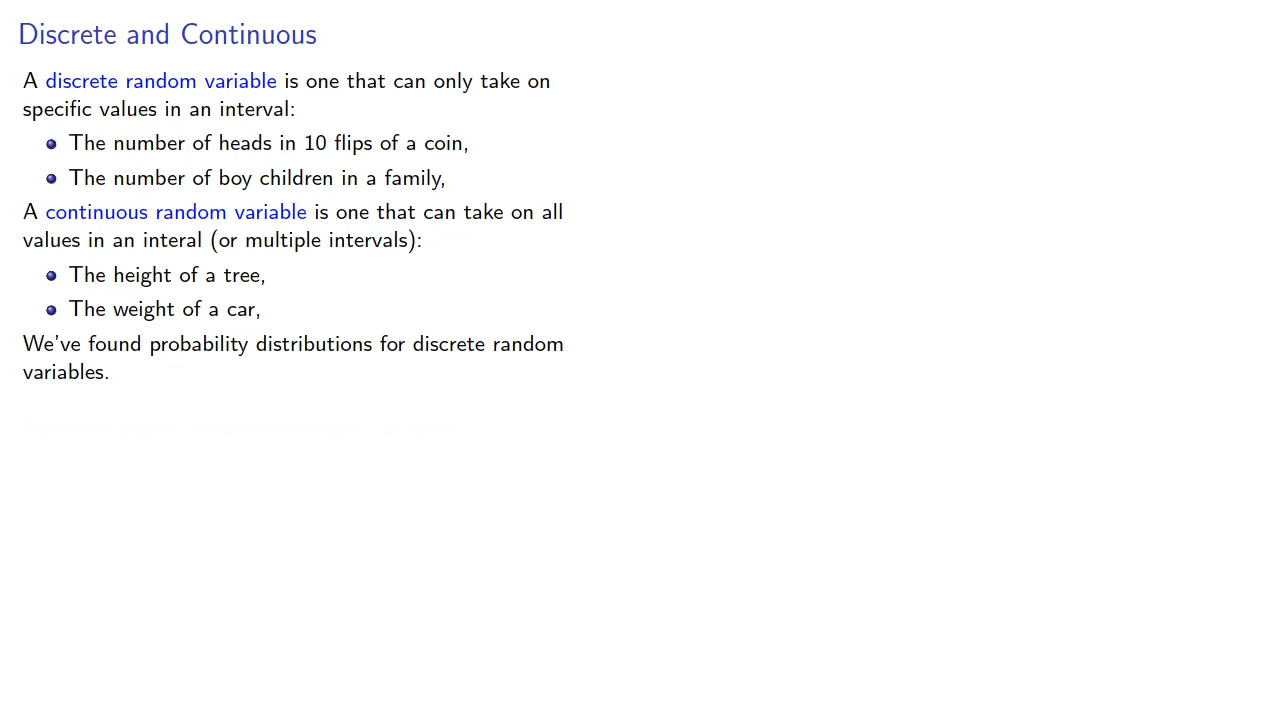 Discrete and Continuous
A discrete random variable is one that can only take on
specific values in an interval:
The number of heads in 10 flips of a coin,
The number of boy children in a family,
A continuous random variable is one that can take on all
values in an interal (or multiple intervals):
The height of a tree,
The weight of a car,
We've found probability distributions for discrete random
variables.